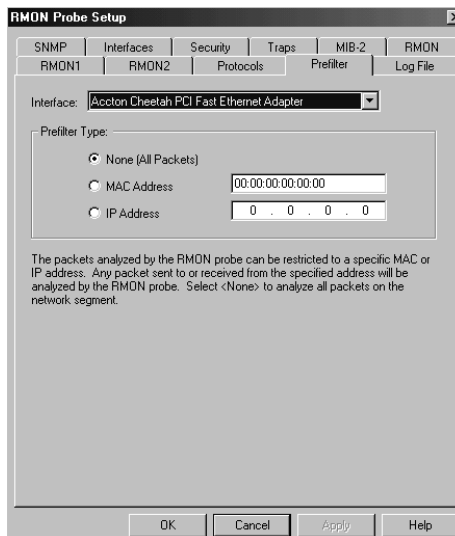 RMON Probe Setup
SNMP Interfaces Security Traps MIB-2 RMON
RMON1 RMON2 Protocols Prefilter Log File
Interface: Accton Cheetah PCI Fast Ethernet Adapter
Prefilter Type:
None (All Packets)
MAC Address 00:00:00:00:00:00
IP Address 0 . 0 . 0 . 0
The packets analyzed by the RMON probe can be restricted to a specific MAC or
IP address. Any packet sent to or received from the specified address will be
analyzed by the RMON probe. Select <None> to analyze all packets on the
network segment.
OK Cancel Apply Help